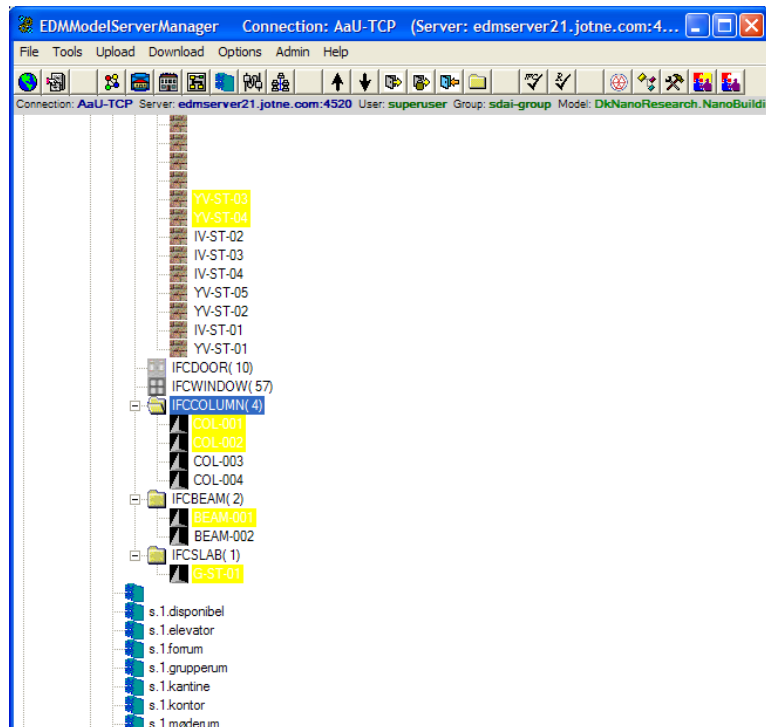 EDMModelServerManager Connection: AaU-TCP (Server: edmserver21.jotne.com:4...
File Tools Upload Download Options Admin Help
Connection: AaU-TCP Server: edmserver21.jotne.com:4520 User: superuser Group: sdai-group Model: DkNanoResearch.NanoBuildi
YV-ST-03
YV-ST-04
IV-ST-02
IV-ST-03
IV-ST-04
YV-ST-05
YV-ST-02
IV-ST-01
YV-ST-01
IFCDOOR( 10)
IFCWINDOW( 57)
IFCCOLUMN( 4)
COL-001
COL-002
COL-003
COL-004
IFCBEAM( 2)
BEAM-001
BEAM-002
IFCSLAB( 1)
G-ST-01
s.1.disponibel
s.1.elevator
s.1.forrum
s.1.grupperum
s.1.kantine
s.1.kontor
s.1.møderum